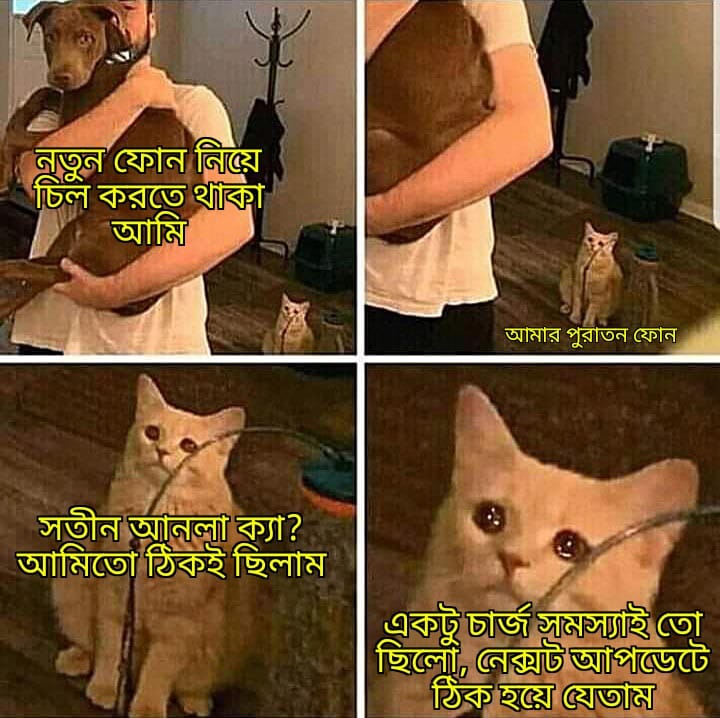 নতুন ফোন নিয়ে
চিল করতে থাকা
আমি
আমার পুরাতন ফোন
সতীন আনলা ক্যা?
আমিতো ঠিকই ছিলাম
একটু চার্জ সমস্যাই তো
ছিলো, নেক্সট আপডেটে
ঠিক হয়ে যেতাম